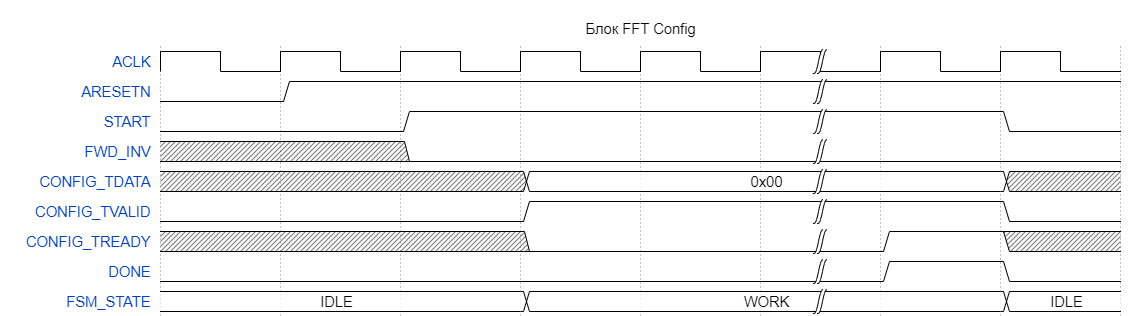 Блок FFT Config
ACLK
ARESETN
START
FWD_INV
CONFIG_TDATA 0x00
CONFIG_TVALID
CONFIG_TREADY
DONE
FSM_STATE IDLE WORK IDLE